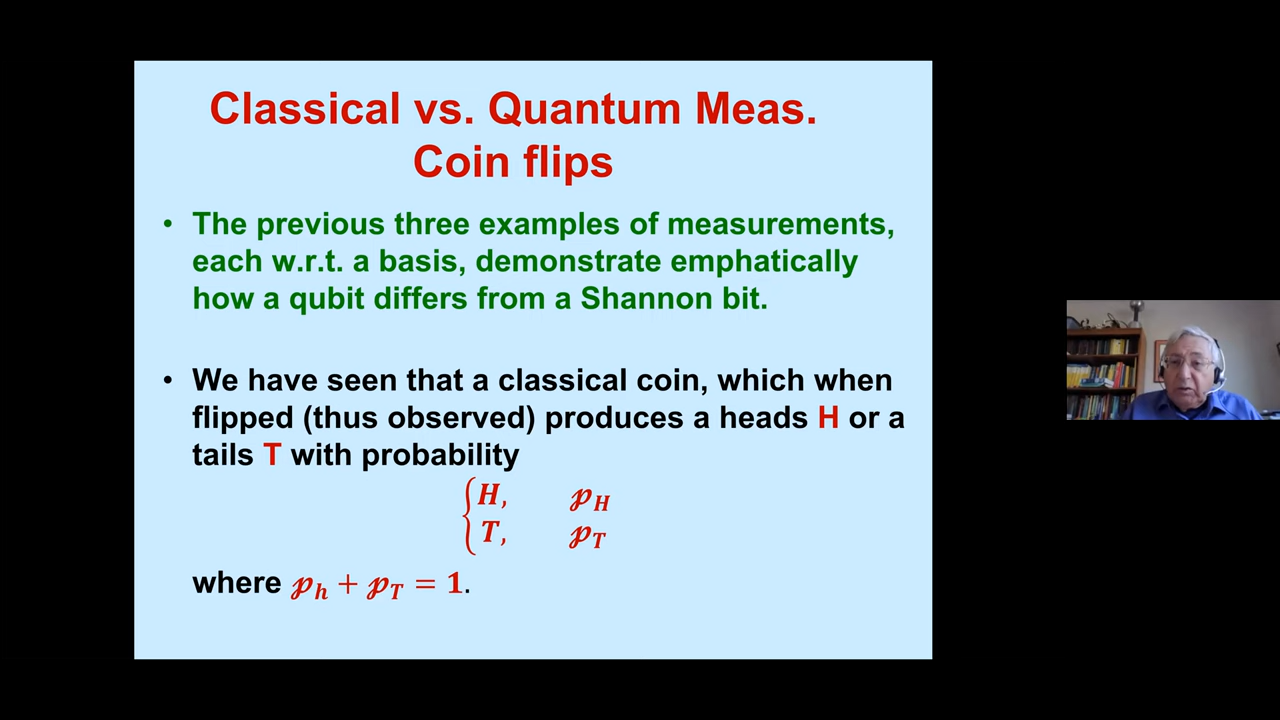 Classical vs. Quantum Meas.
Coin flips
• The previous three examples of measurements,
each w.r.t. a basis, demonstrate emphatically
how a qubit differs from a Shannon bit.
• We have seen that a classical coin, which when
flipped (thus observed) produces a heads H or a
tails T with probability
{H, 𝓅_H
T, 𝓅_T
where 𝓅_h + 𝓅_T = 1.